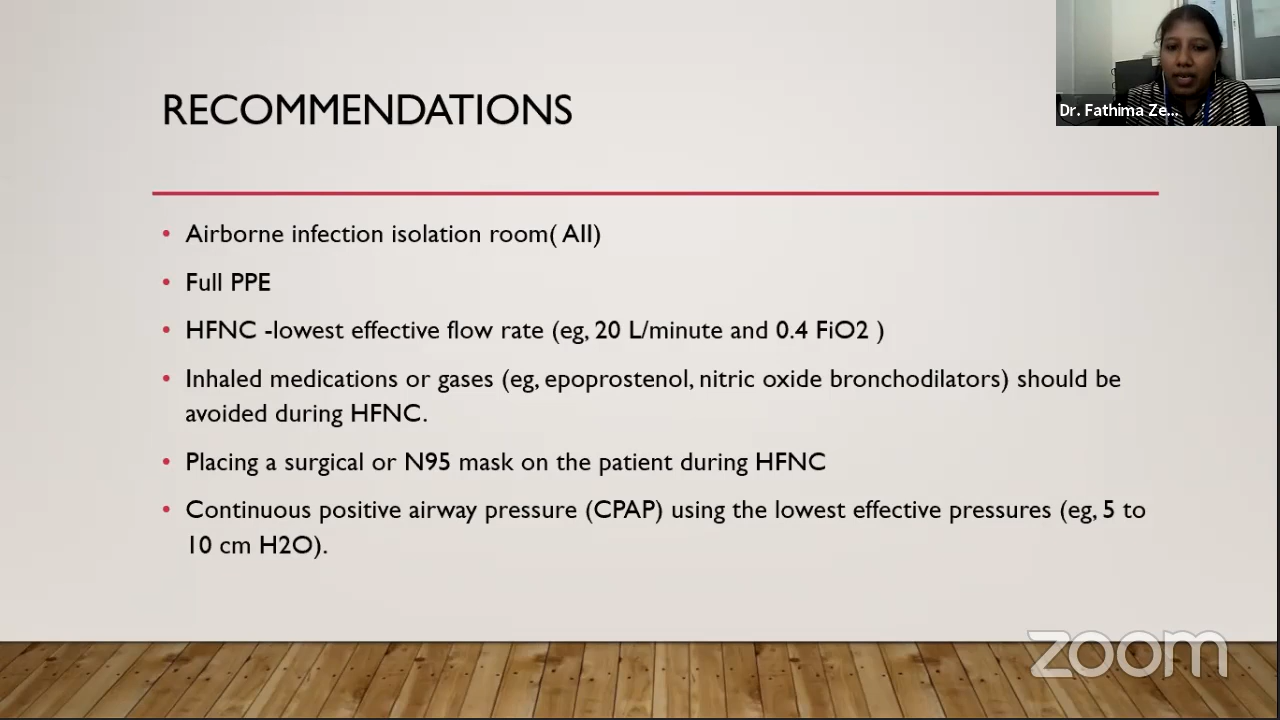 Dr. Fathima Ze...
RECOMMENDATIONS
• Airborne infection isolation room( AII)
• Full PPE
• HFNC -lowest effective flow rate (eg, 20 L/minute and 0.4 FiO2 )
• Inhaled medications or gases (eg, epoprostenol, nitric oxide bronchodilators) should be
avoided during HFNC.
• Placing a surgical or N95 mask on the patient during HFNC
• Continuous positive airway pressure (CPAP) using the lowest effective pressures (eg, 5 to
10 cm H2O).
zoom